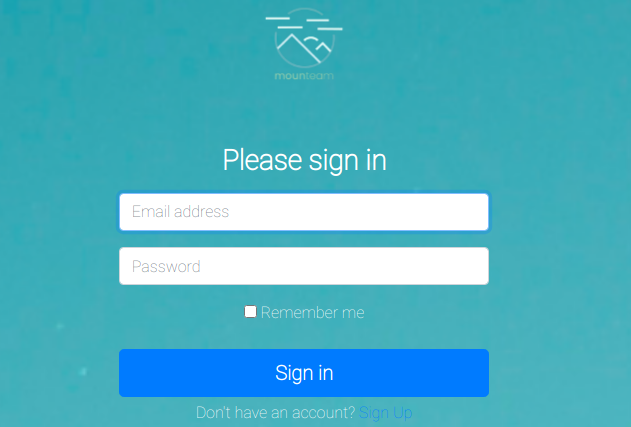 mounteam
Please sign in
Email address
Password
Remember me
Sign in
Don't have an account? Sign Up